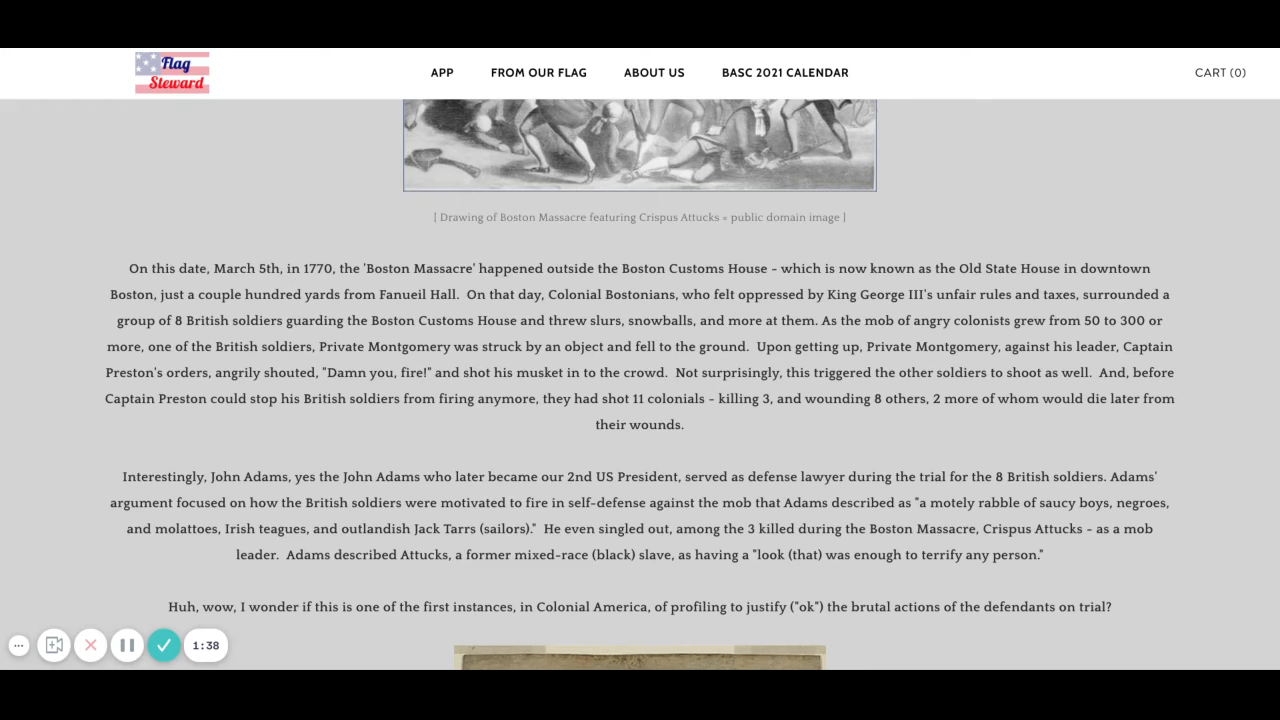 Flag
Steward
APP
FROM OUR FLAG
ABOUT US
BASC 2021 CALENDAR
CART (0)
[ Drawing of Boston Massacre featuring Crispus Attucks = public domain image ]
On this date, March 5th, in 1770, the 'Boston Massacre' happened outside the Boston Customs House - which is now known as the Old State House in downtown
Boston, just a couple hundred yards from Fanueil Hall.  On that day, Colonial Bostonians, who felt oppressed by King George III's unfair rules and taxes, surrounded a
group of 8 British soldiers guarding the Boston Customs House and threw slurs, snowballs, and more at them. As the mob of angry colonists grew from 50 to 300 or
more, one of the British soldiers, Private Montgomery was struck by an object and fell to the ground.  Upon getting up, Private Montgomery, against his leader, Captain
Preston's orders, angrily shouted, "Damn you, fire!" and shot his musket in to the crowd.  Not surprisingly, this triggered the other soldiers to shoot as well.  And, before
Captain Preston could stop his British soldiers from firing anymore, they had shot 11 colonials - killing 3, and wounding 8 others, 2 more of whom would die later from
their wounds.
Interestingly, John Adams, yes the John Adams who later became our 2nd US President, served as defense lawyer during the trial for the 8 British soldiers. Adams'
argument focused on how the British soldiers were motivated to fire in self-defense against the mob that Adams described as "a motely rabble of saucy boys, negroes,
and molattoes, Irish teagues, and outlandish Jack Tarrs (sailors)."  He even singled out, among the 3 killed during the Boston Massacre, Crispus Attucks - as a mob
leader.  Adams described Attucks, a former mixed-race (black) slave, as having a "look (that) was enough to terrify any person."
Huh, wow, I wonder if this is one of the first instances, in Colonial America, of profiling to justify ("ok") the brutal actions of the defendants on trial?
1:38